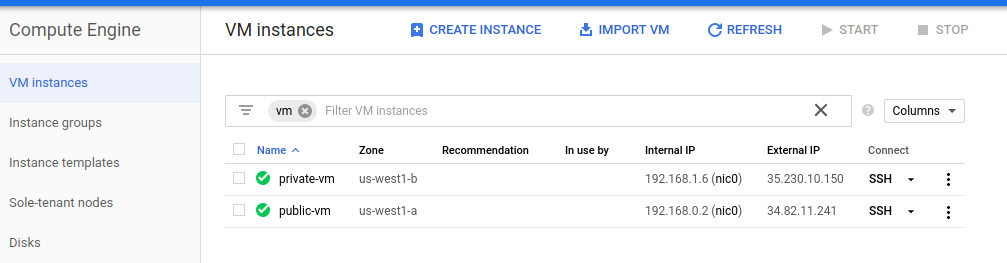 Compute Engine
VM instances
CREATE INSTANCE
IMPORT VM
REFRESH
START
STOP
VM instances
Instance groups
Instance templates
Sole-tenant nodes
Disks
vm Filter VM instances
? Columns
Name Zone Recommendation In use by Internal IP External IP Connect
private-vm us-west1-b 192.168.1.6 (nic0) 35.230.10.150 SSH
public-vm us-west1-a 192.168.0.2 (nic0) 34.82.11.241 SSH